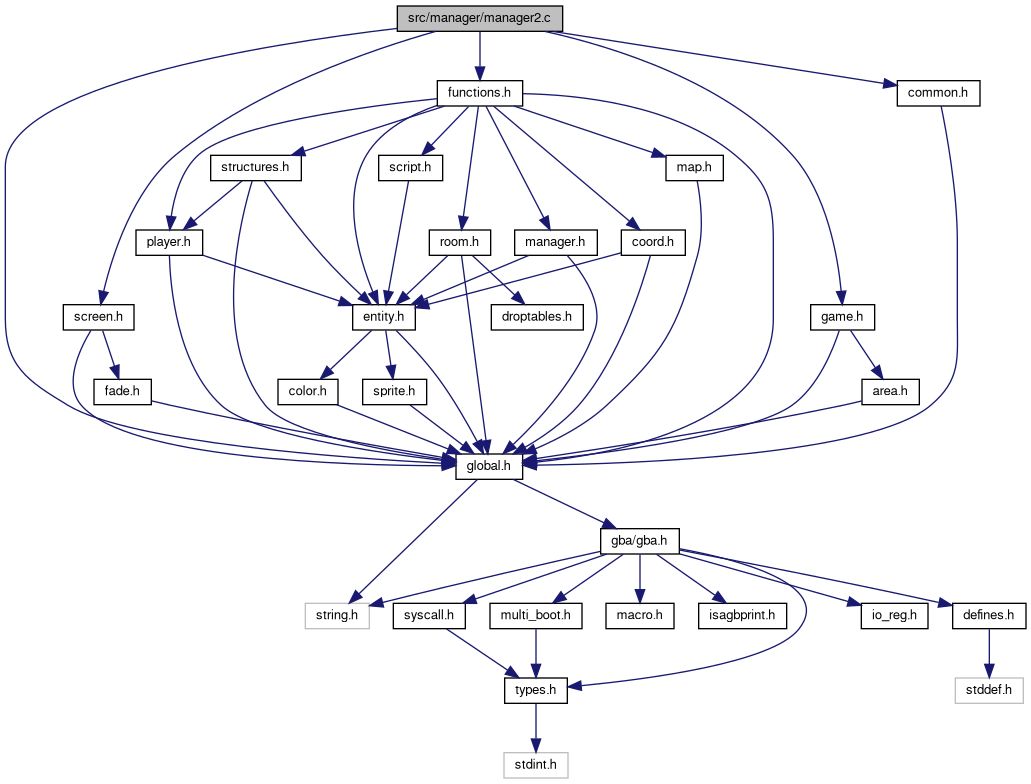 src/manager/manager2.c
functions.h
common.h
structures.h
script.h
map.h
player.h
room.h
manager.h
coord.h
screen.h
entity.h
droptables.h
game.h
fade.h
color.h
sprite.h
area.h
global.h
gba/gba.h
string.h
syscall.h
multi_boot.h
macro.h
isagbprint.h
io_reg.h
defines.h
types.h
stddef.h
stdint.h